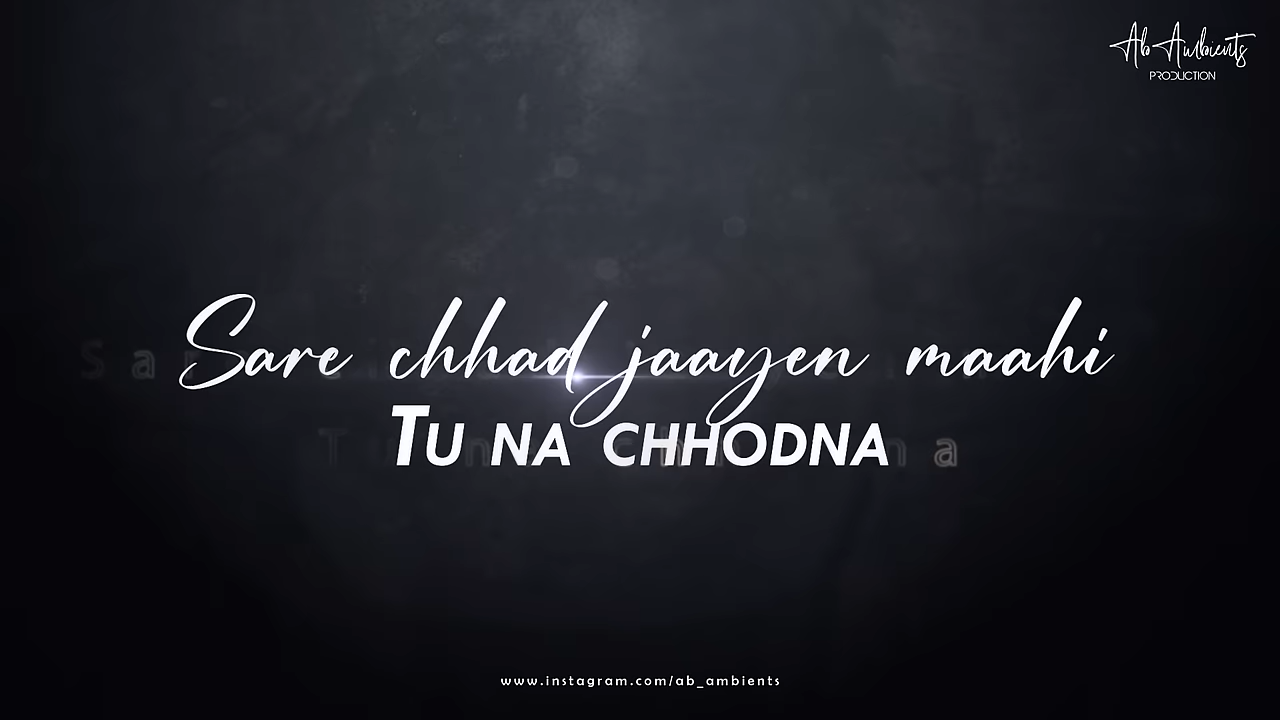 Ab Ambients
PRODUCTION
Sare chhad jaayen maahi
TU NA CHHODNA
www.instagram.com/ab_ambients